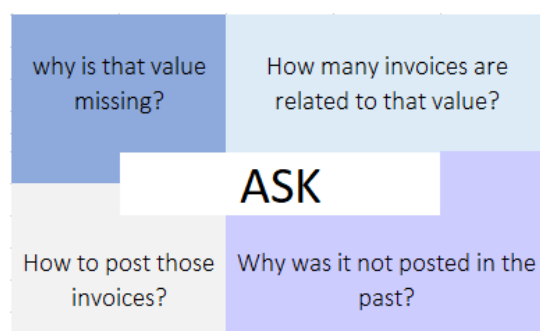 why is that value
missing?
How many invoices are
related to that value?
ASK
How to post those
invoices?
Why was it not posted in the
past?